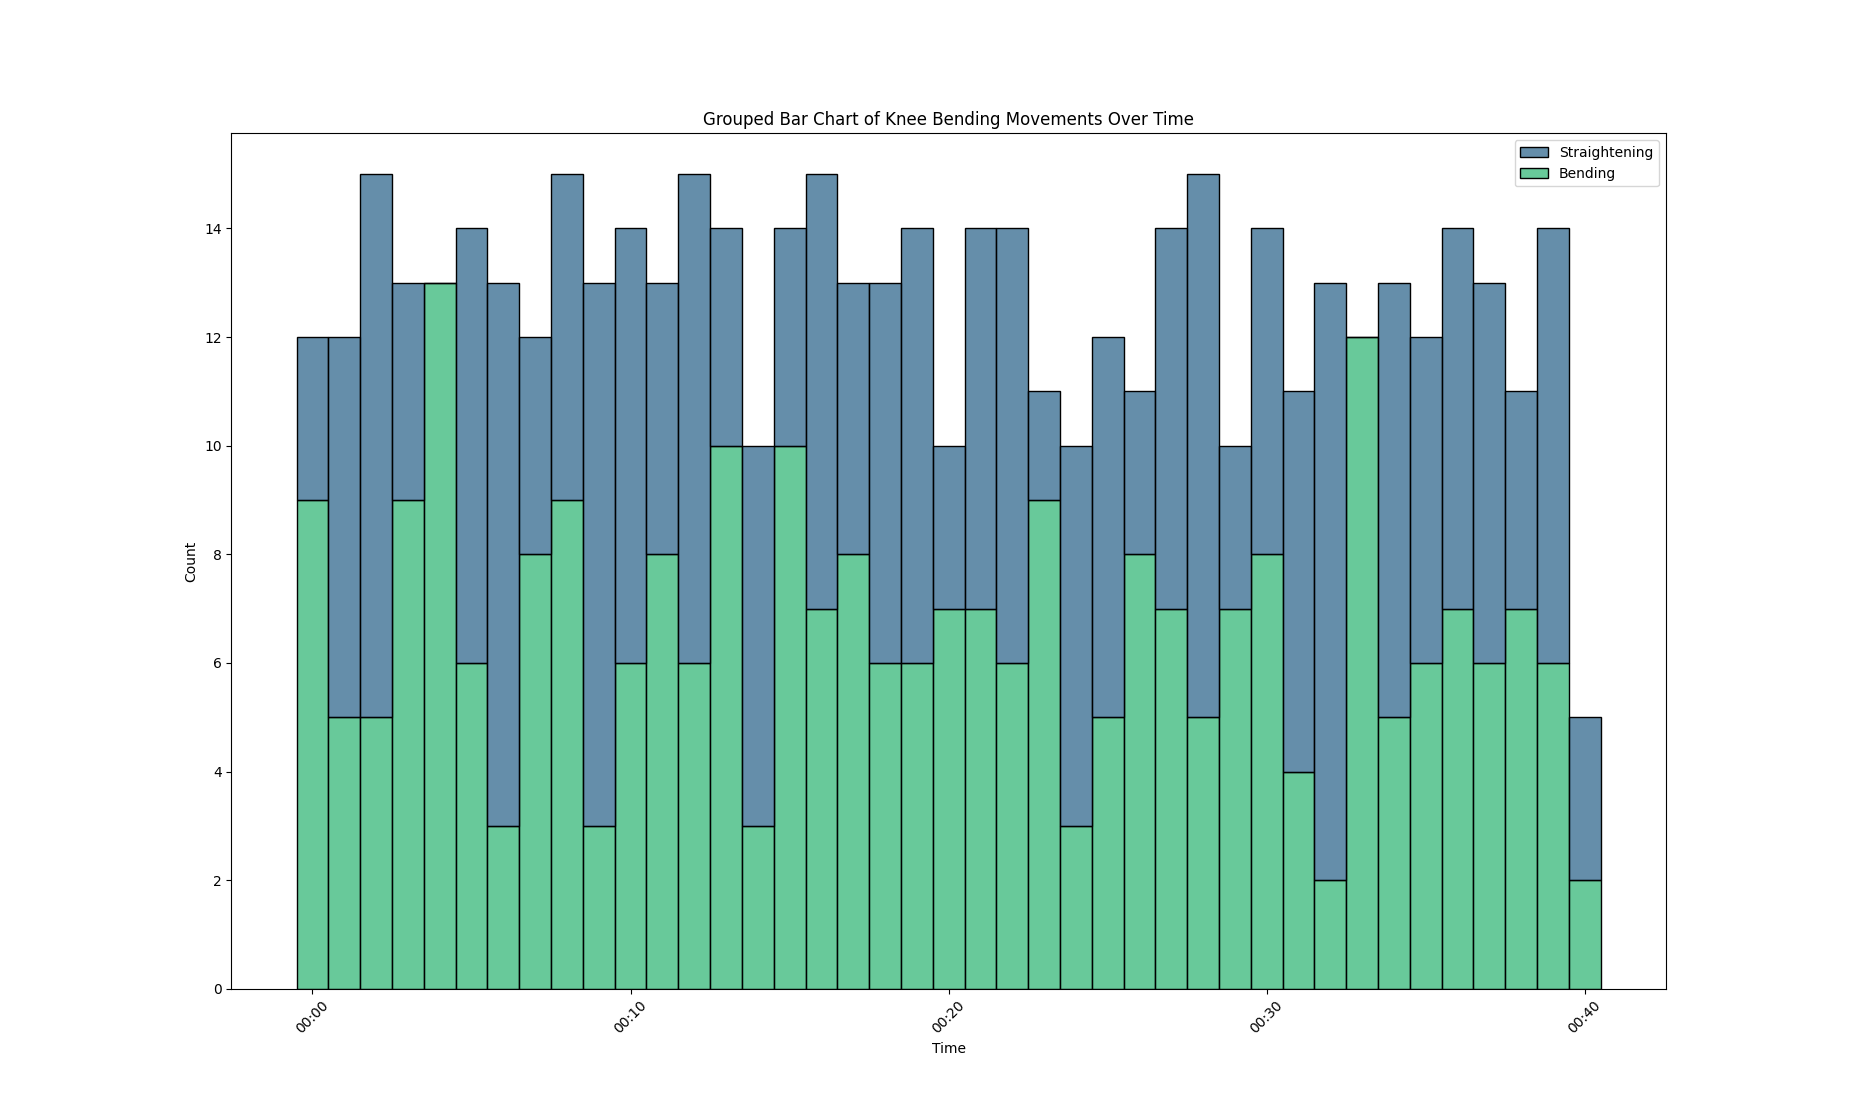 Grouped Bar Chart of Knee Bending Movements Over Time
Straightening
Bending
14
12
10
8
6
4
2
0
Count
00:00
00:10
00:20
00:30
00:40
Time